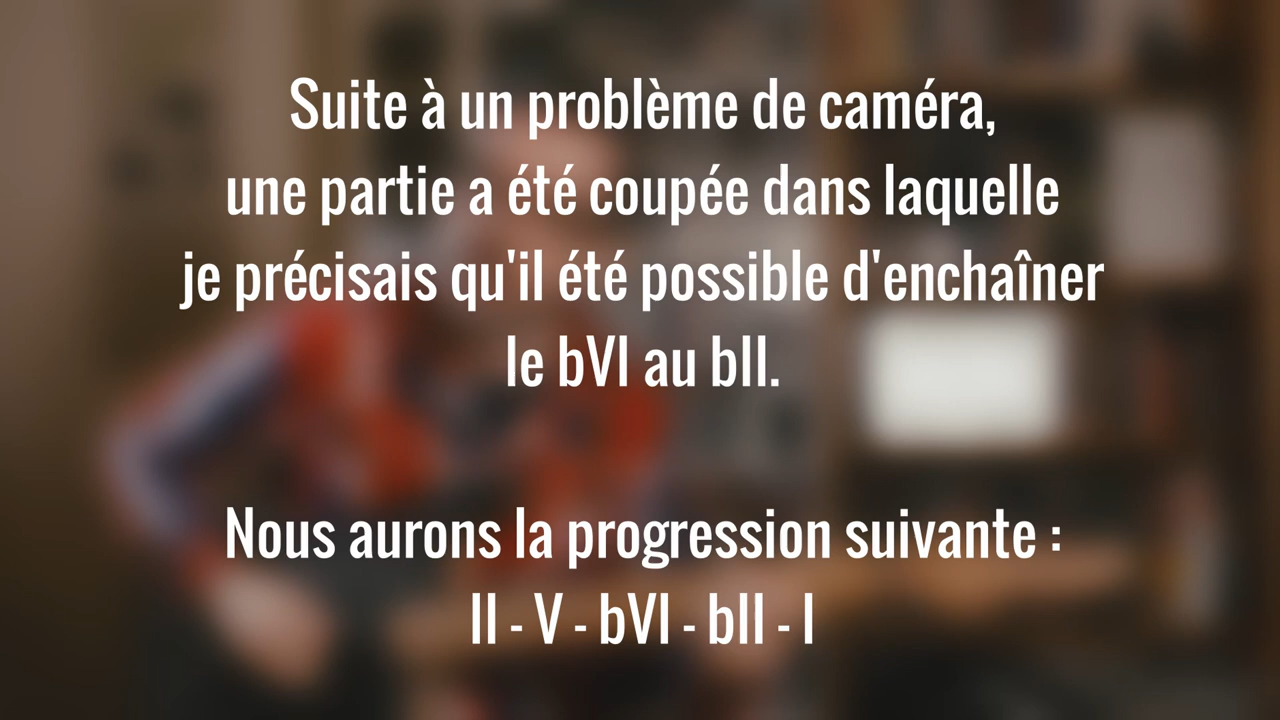 Suite à un problème de caméra,
une partie a été coupée dans laquelle
je précisais qu'il été possible d'enchaîner
le bVI au bII.
Nous aurons la progression suivante :
II - V - bVI - bII - I